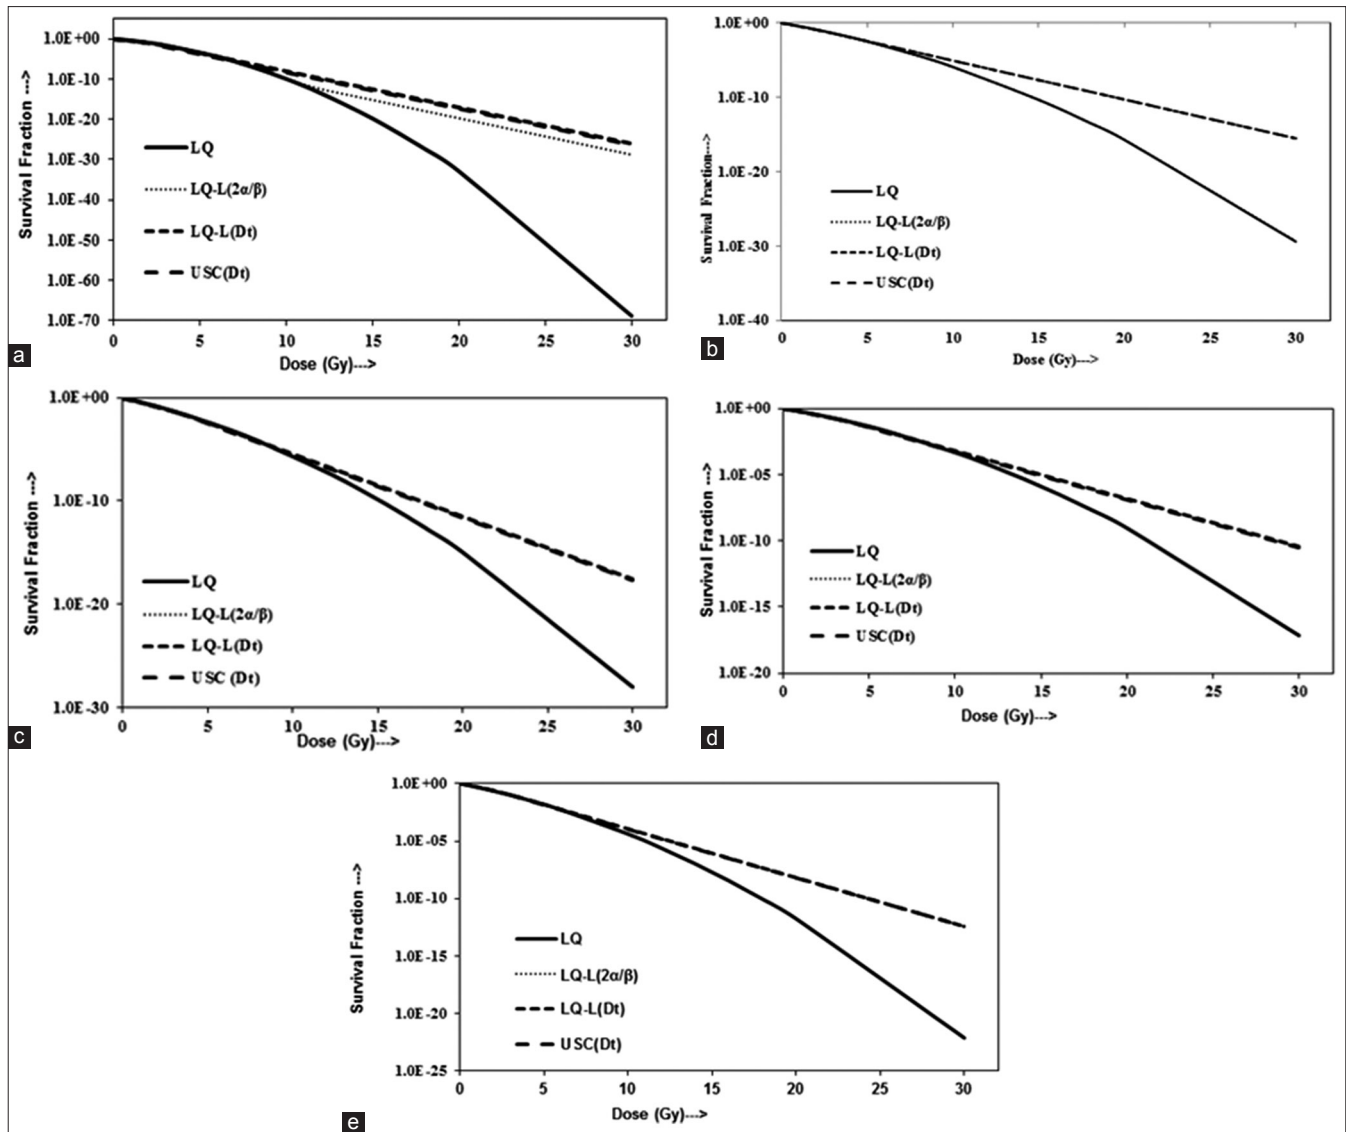 1.0E+00
1.0E-10
1.0E-20
1.0E-30
1.0E-40
1.0E-50
1.0E-60
1.0E-70
Survival Fraction --->
LQ
LQ-L(2α/β)
LQ-L(Dt)
USC(Dt)
0 5 10 15 20 25 30
Dose (Gy)--->
a
1.0E+00
1.0E-10
1.0E-20
1.0E-30
1.0E-40
Survival Fraction--->
LQ
LQ-L(2α/β)
LQ-L(Dt)
USC(Dt)
0 5 10 15 20 25 30
Dose (Gy)--->
b
1.0E+00
1.0E-10
1.0E-20
1.0E-30
Survival Fraction --->
LQ
LQ-L(2α/β)
LQ-L(Dt)
USC (Dt)
0 5 10 15 20 25 30
Dose (Gy)--->
c
1.0E+00
1.0E-05
1.0E-10
1.0E-15
1.0E-20
Survival Fraction --->
LQ
LQ-L(2α/β)
LQ-L(Dt)
USC(Dt)
0 5 10 15 20 25 30
Dose (Gy)--->
d
1.0E+00
1.0E-05
1.0E-10
1.0E-15
1.0E-20
1.0E-25
Survival Fraction --->
LQ
LQ-L(2α/β)
LQ-L(Dt)
USC(Dt)
0 5 10 15 20 25 30
Dose (Gy)--->
e